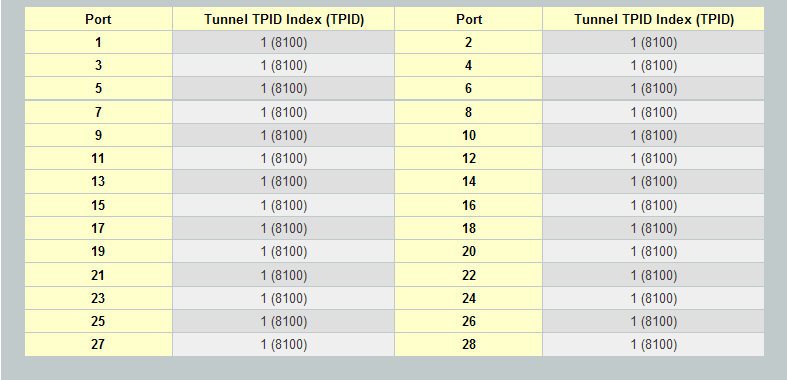 Port Tunnel TPID Index (TPID) Port Tunnel TPID Index (TPID)
1 1 (8100) 2 1 (8100)
3 1 (8100) 4 1 (8100)
5 1 (8100) 6 1 (8100)
7 1 (8100) 8 1 (8100)
9 1 (8100) 10 1 (8100)
11 1 (8100) 12 1 (8100)
13 1 (8100) 14 1 (8100)
15 1 (8100) 16 1 (8100)
17 1 (8100) 18 1 (8100)
19 1 (8100) 20 1 (8100)
21 1 (8100) 22 1 (8100)
23 1 (8100) 24 1 (8100)
25 1 (8100) 26 1 (8100)
27 1 (8100) 28 1 (8100)